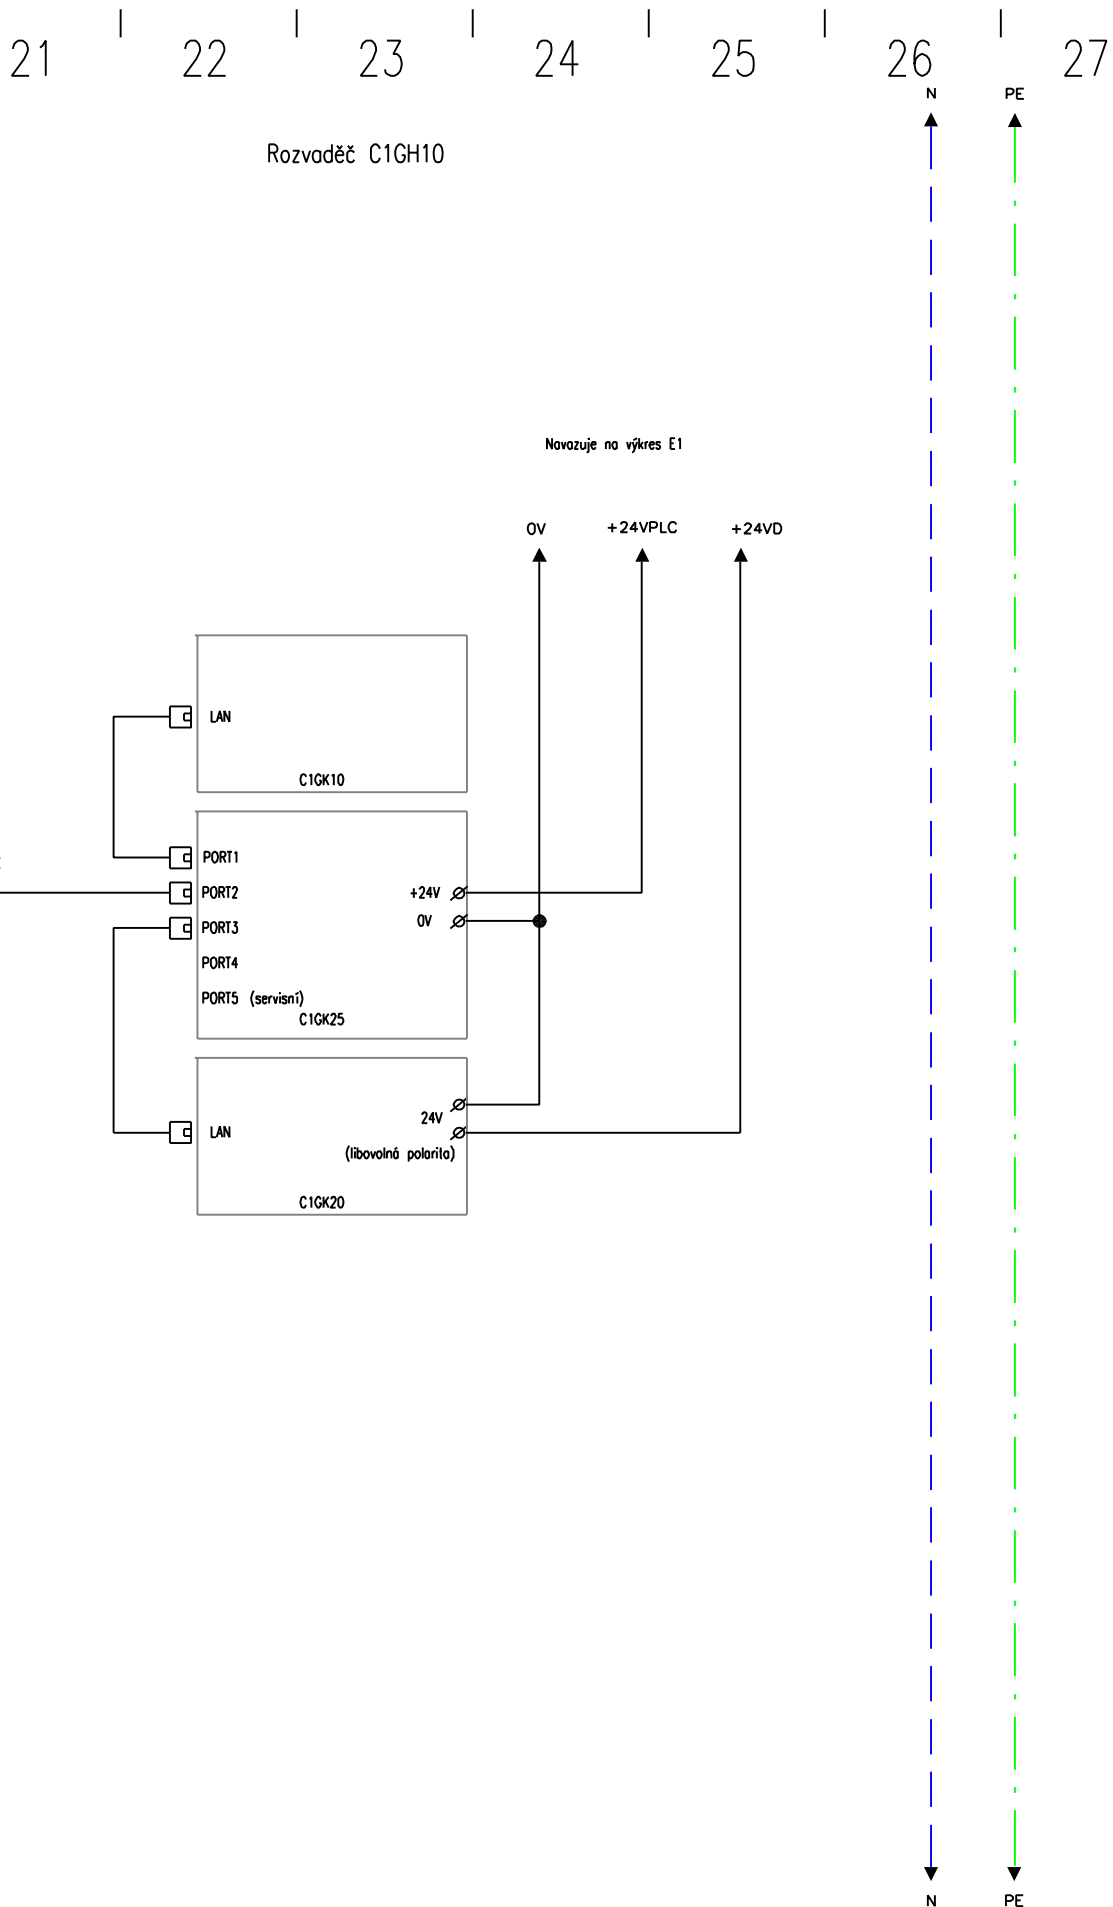 21 22 23 24 25 26 27
N PE
Rozvaděč C1GH10
Navazuje na výkres E1
0V +24VPLC +24VD
LAN
C1GK10
PORT1
PORT2 +24V
PORT3 0V
PORT4
PORT5 (servisní)
C1GK25
24V
LAN
(libovolná polarita)
C1GK20
N PE